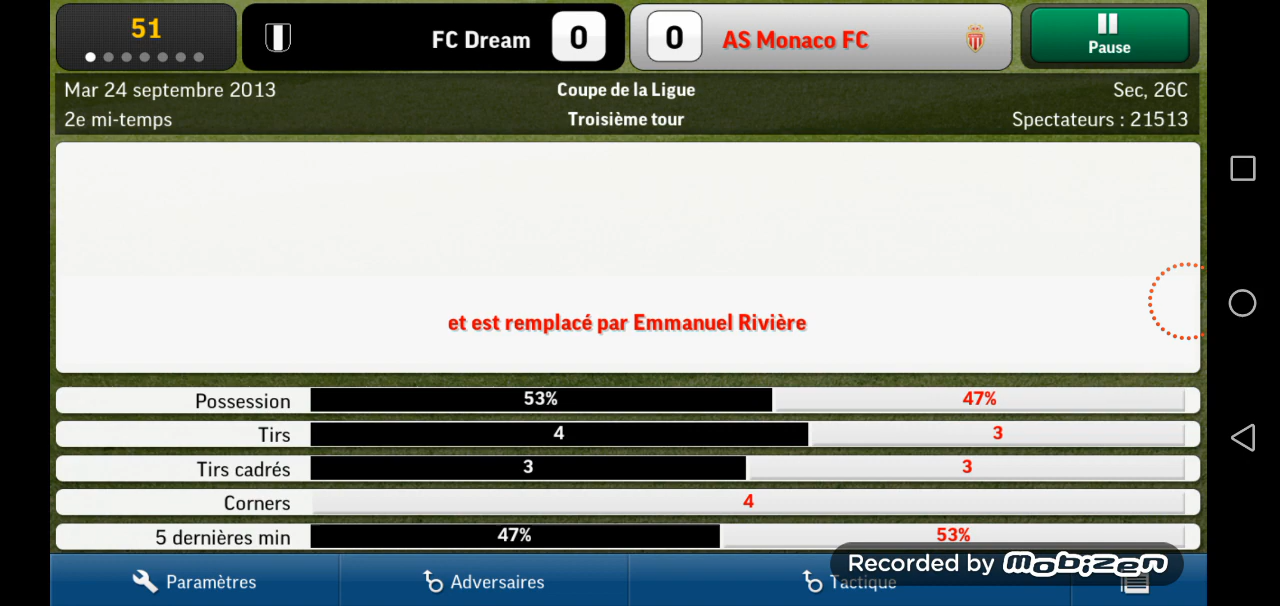 51
FC Dream 0
0 AS Monaco FC
Pause
Mar 24 septembre 2013
Coupe de la Ligue
Sec, 26C
2e mi-temps
Troisième tour
Spectateurs : 21513
et est remplacé par Emmanuel Rivière
Possession 53% 47%
Tirs 4 3
Tirs cadrés 3 3
Corners 4
5 dernières min 47% 53%
Recorded by mobizen
Paramètres
Adversaires
Tactique